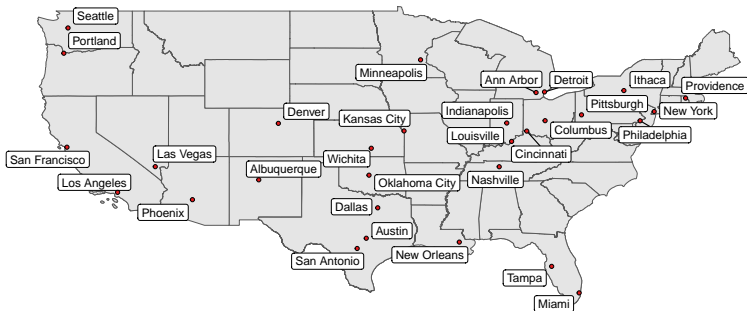 Seattle
Portland
Minneapolis
Ann Arbor
Detroit
Ithaca
Providence
Pittsburgh
New York
Denver
Kansas City
Indianapolis
Louisville
Columbus
Philadelphia
San Francisco
Las Vegas
Wichita
Cincinnati
Los Angeles
Albuquerque
Oklahoma City
Nashville
Phoenix
Dallas
Austin
San Antonio
New Orleans
Tampa
Miami